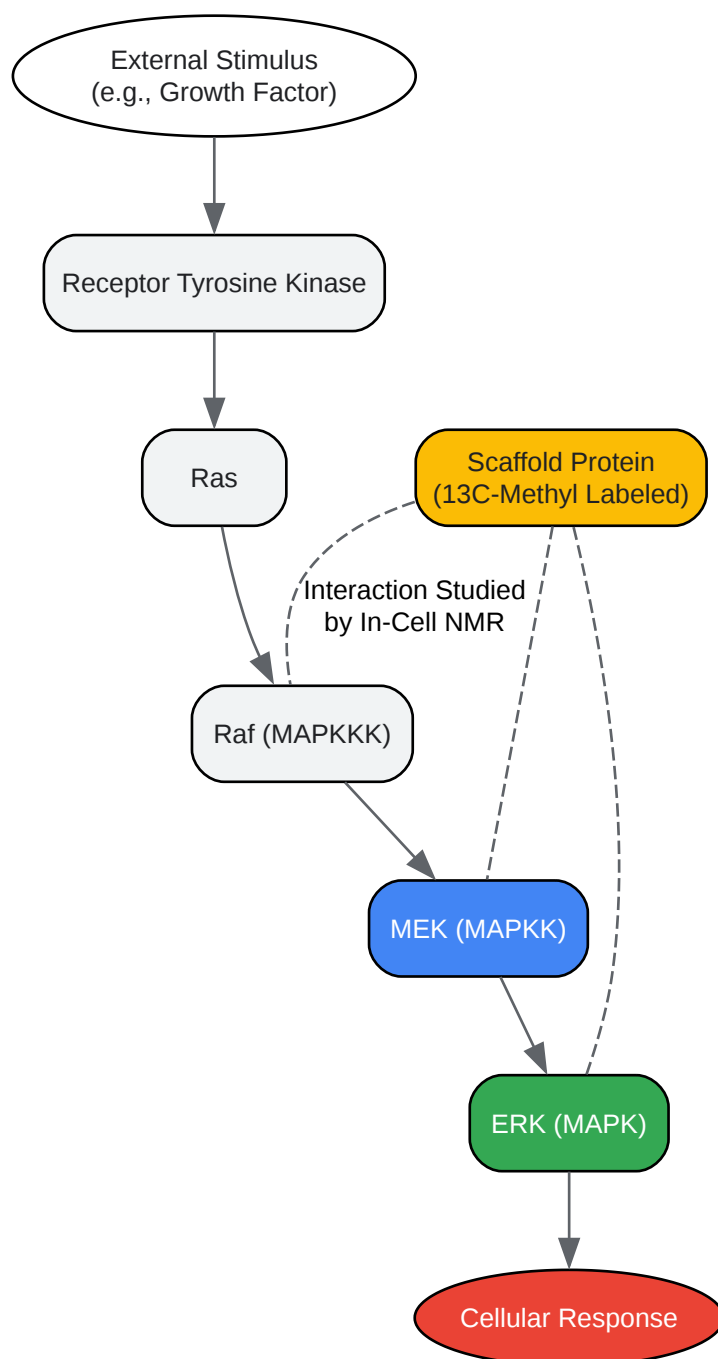 External Stimulus
(e.g., Growth Factor)
Receptor Tyrosine Kinase
Ras
Scaffold Protein
(13C-Methyl Labeled)
Interaction Studied
by In-Cell NMR
Raf (MAPKKK)
MEK (MAPKK)
ERK (MAPK)
Cellular Response